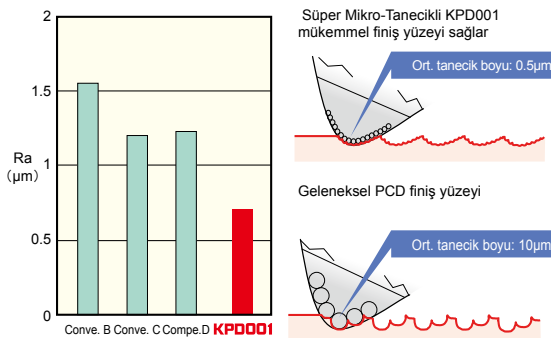 2
1.5
1
0.5
0
Ra
(µm)
Conve. B
Conve. C
Compe.D
KPD001
Süper Mikro-Tanecikli KPD001
mükemmel finiş yüzeyi sağlar
Ort. tanecik boyu: 0.5µm
Geleneksel PCD finiş yüzeyi
Ort. tanecik boyu: 10µm